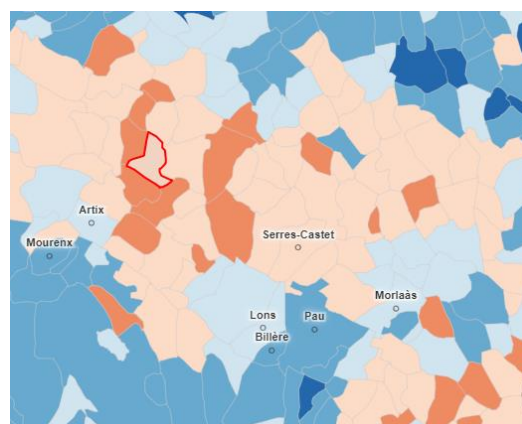 Artix
Mourenx
Serres-Castet
Morlaàs
Lons
Pau
Billère